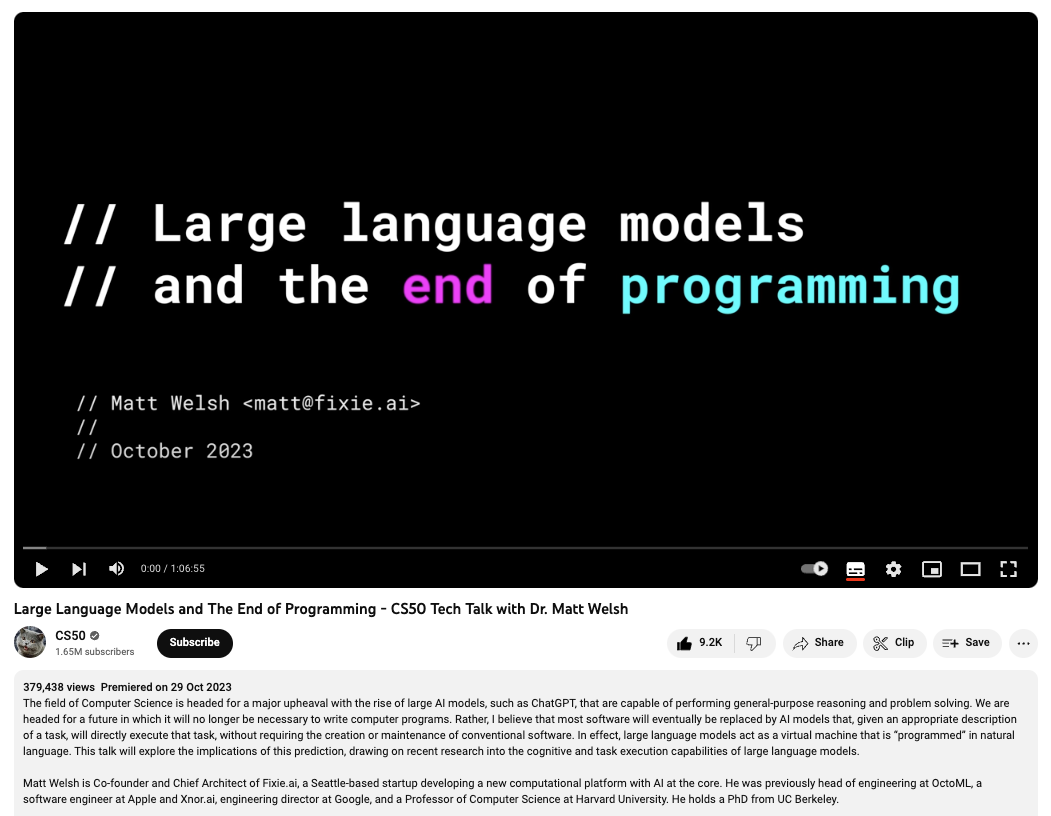 // Large language models
// and the end of programming
// Matt Welsh <matt@fixie.ai>
//
// October 2023
0:00 / 1:06:55
Large Language Models and The End of Programming - CS50 Tech Talk with Dr. Matt Welsh
CS50
1.65M subscribers
Subscribe
9.2K
Share
Clip
Save
379,438 views Premiered on 29 Oct 2023
The field of Computer Science is headed for a major upheaval with the rise of large AI models, such as ChatGPT, that are capable of performing general-purpose reasoning and problem solving. We are
headed for a future in which it will no longer be necessary to write computer programs. Rather, I believe that most software will eventually be replaced by AI models that, given an appropriate description
of a task, will directly execute that task, without requiring the creation or maintenance of conventional software. In effect, large language models act as a virtual machine that is “programmed” in natural
language. This talk will explore the implications of this prediction, drawing on recent research into the cognitive and task execution capabilities of large language models.
Matt Welsh is Co-founder and Chief Architect of Fixie.ai, a Seattle-based startup developing a new computational platform with AI at the core. He was previously head of engineering at OctoML, a
software engineer at Apple and Xnor.ai, engineering director at Google, and a Professor of Computer Science at Harvard University. He holds a PhD from UC Berkeley.